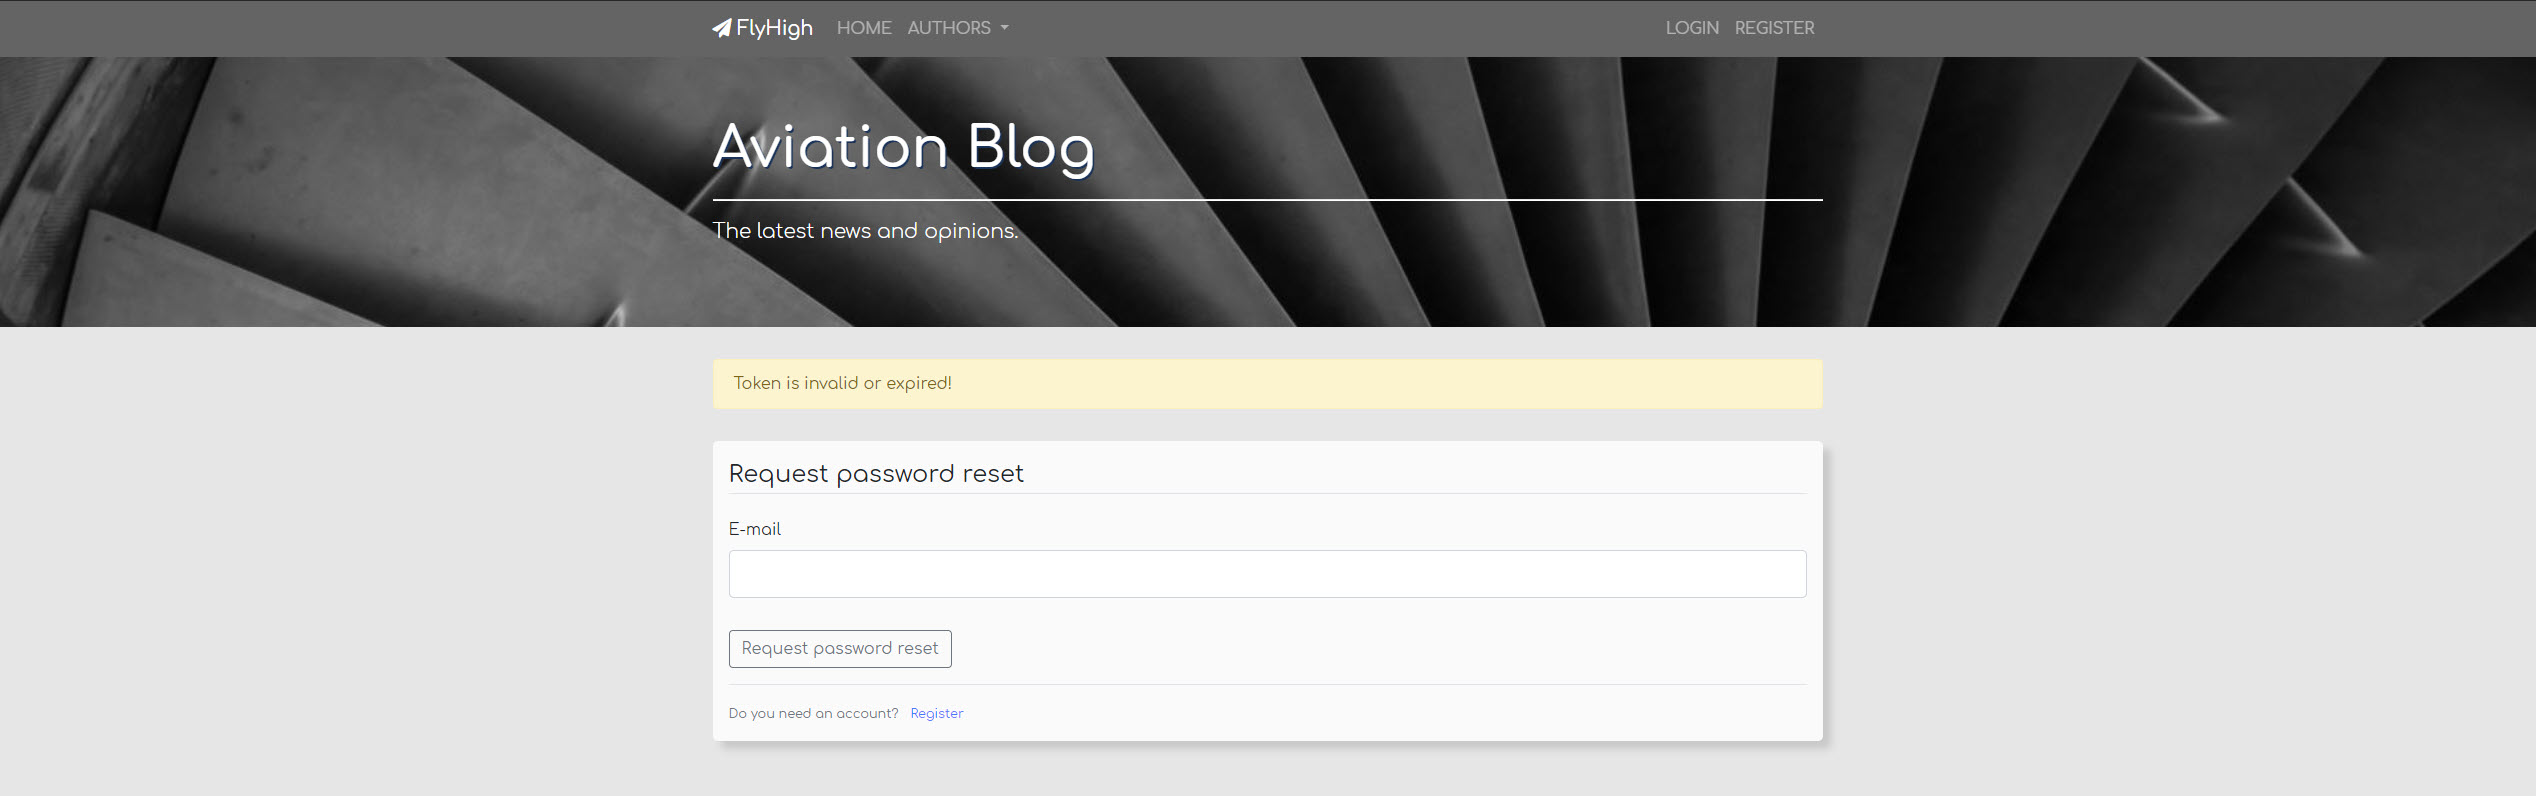 FlyHigh HOME AUTHORS LOGIN REGISTER
Aviation Blog
The latest news and opinions.
Token is invalid or expired!
Request password reset
E-mail
Request password reset
Do you need an account? Register